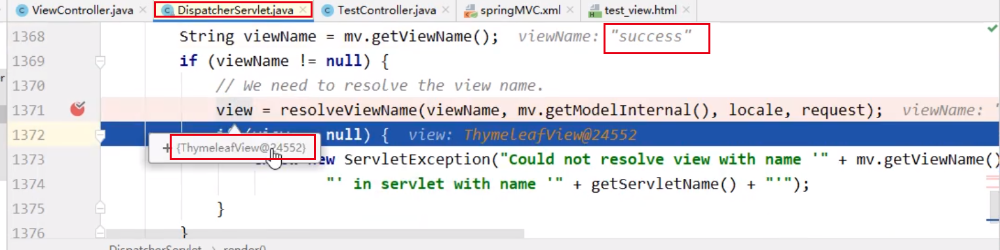 ViewController.java × DispatcherServlet.java × TestController.java × springMVC.xml × test_view.html ×
1368 String viewName = mv.getViewName(); viewName: "success"
1369 if (viewName != null) {
1370 // We need to resolve the view name.
1371 view = resolveViewName(viewName, mv.getModelInternal(), locale, request); viewName: "
1372 null) { view: ThymeleafView@24552
+ {ThymeleafView@24552}
1373 new ServletException("Could not resolve view with name '" + mv.getViewName()
1374 "' in servlet with name '" + getServletName() + "'");
1375 }
1376 }
DispatcherServlet > render()